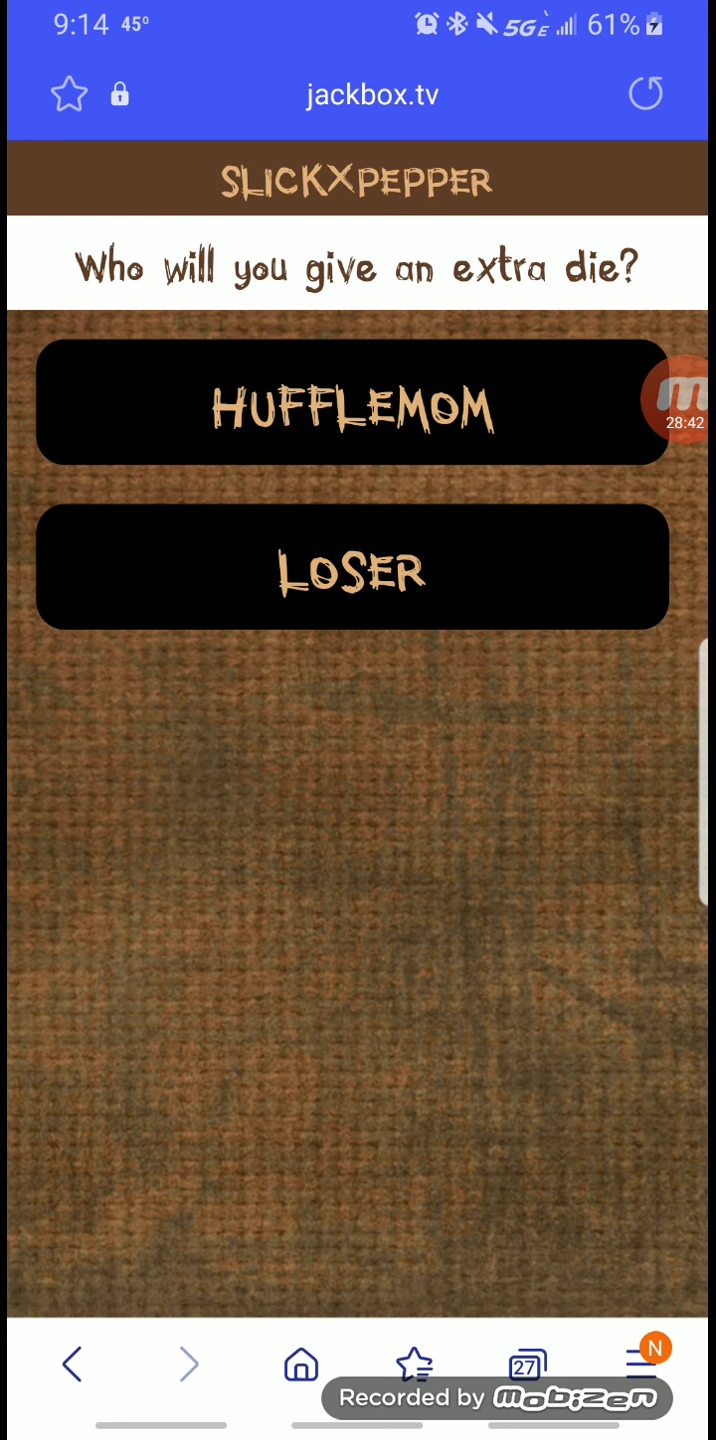 9:14 45° 5GE 61%
jackbox.tv
SLICKXPEPPER
Who will you give an extra die?
HUFFLEMOM
m
28:42
LOSER
N
27
Recorded by mobizen